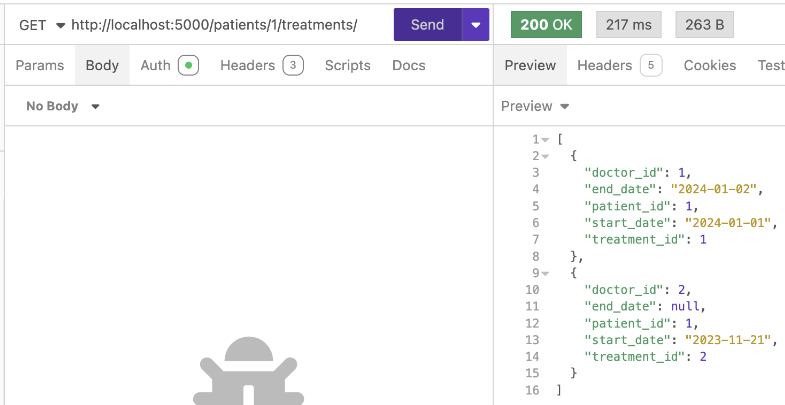 GET http://localhost:5000/patients/1/treatments/ Send 200 OK 217 ms 263 B
Params Body Auth Headers 3 Scripts Docs Preview Headers 5 Cookies Test
No Body Preview
1 [
2 {
3 "doctor_id": 1,
4 "end_date": "2024-01-02",
5 "patient_id": 1,
6 "start_date": "2024-01-01",
7 "treatment_id": 1
8 },
9 {
10 "doctor_id": 2,
11 "end_date": null,
12 "patient_id": 1,
13 "start_date": "2023-11-21",
14 "treatment_id": 2
15 }
16 ]